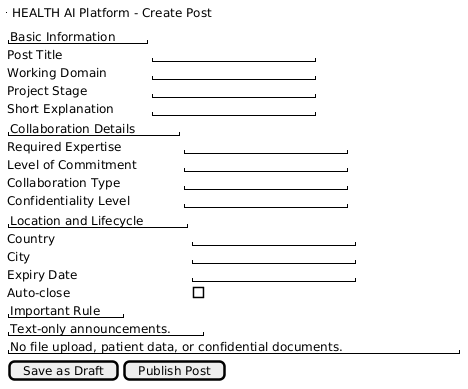 HEALTH AI Platform - Create Post
Basic Information
Post Title
Working Domain
Project Stage
Short Explanation
Collaboration Details
Required Expertise
Level of Commitment
Collaboration Type
Confidentiality Level
Location and Lifecycle
Country
City
Expiry Date
Auto-close
Important Rule
Text-only announcements.
No file upload, patient data, or confidential documents.
Save as Draft Publish Post